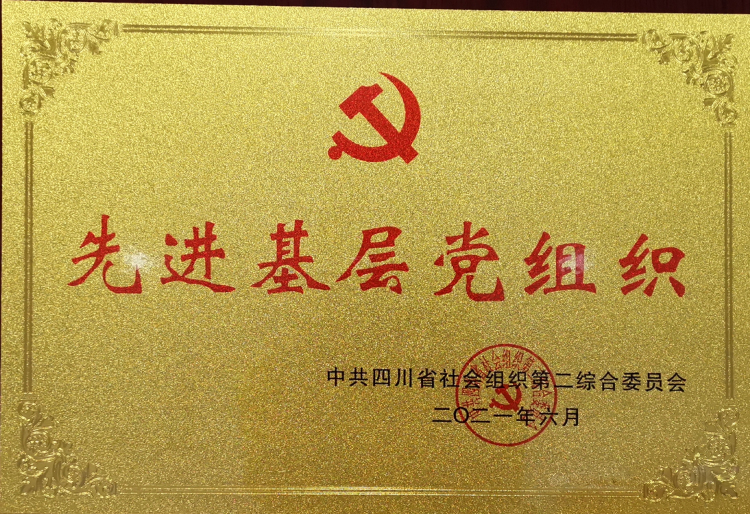 先进基层党组织
中共四川省社会组织第二综合委员会
二〇二一年六月